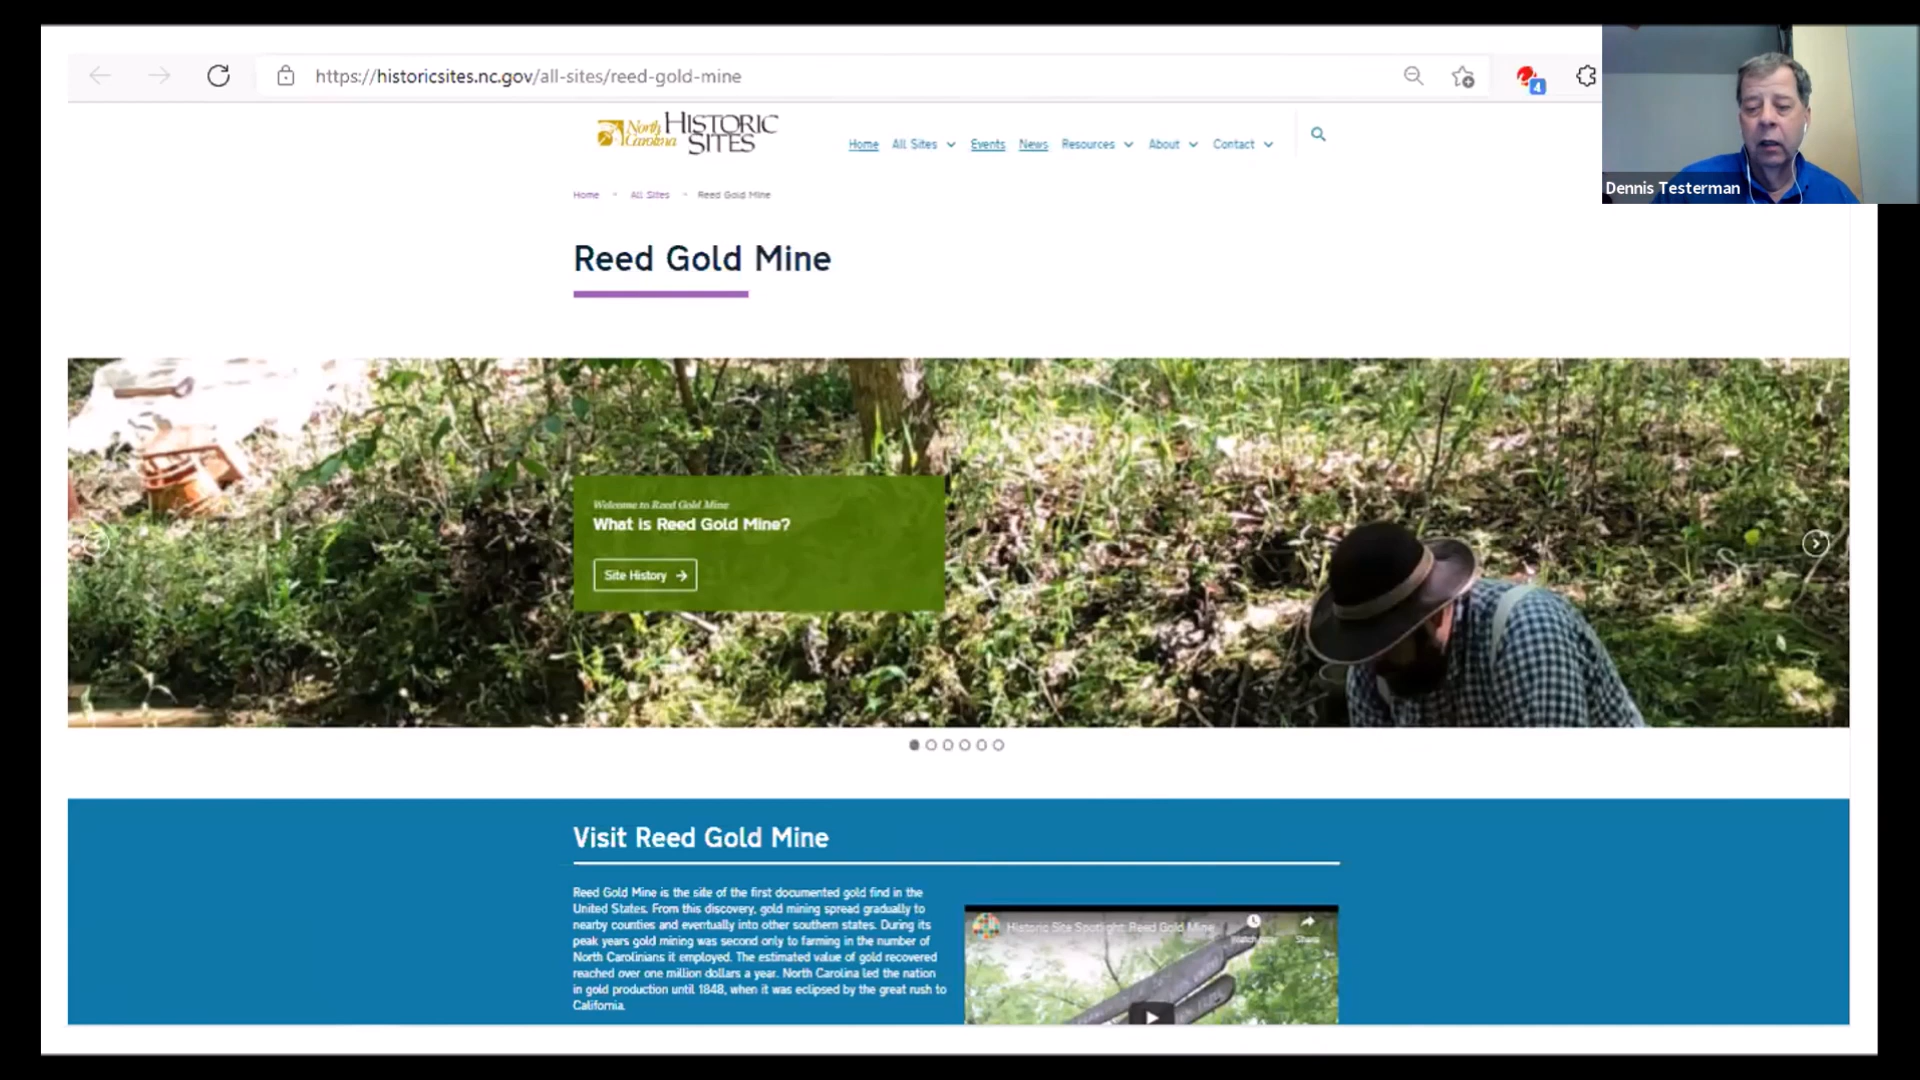 https://historicsites.nc.gov/all-sites/reed-gold-mine
4
Dennis Testerman
North Carolina HISTORIC SITES
Home All Sites Events News Resources About Contact
Home All Sites Reed Gold Mine
Reed Gold Mine
Welcome to Reed Gold Mine
What is Reed Gold Mine?
Site History →
Visit Reed Gold Mine
Reed Gold Mine is the site of the first documented gold find in the
United States. From this discovery, gold mining spread gradually to
nearby counties and eventually into other southern states. During its
peak years gold mining was second only to farming in the number of
North Carolinians it employed. The estimated value of gold recovered
reached over one million dollars a year. North Carolina led the nation
in gold production until 1848, when it was eclipsed by the great rush to
California.
Historic Site Spotlight: Reed Gold Mine
Share